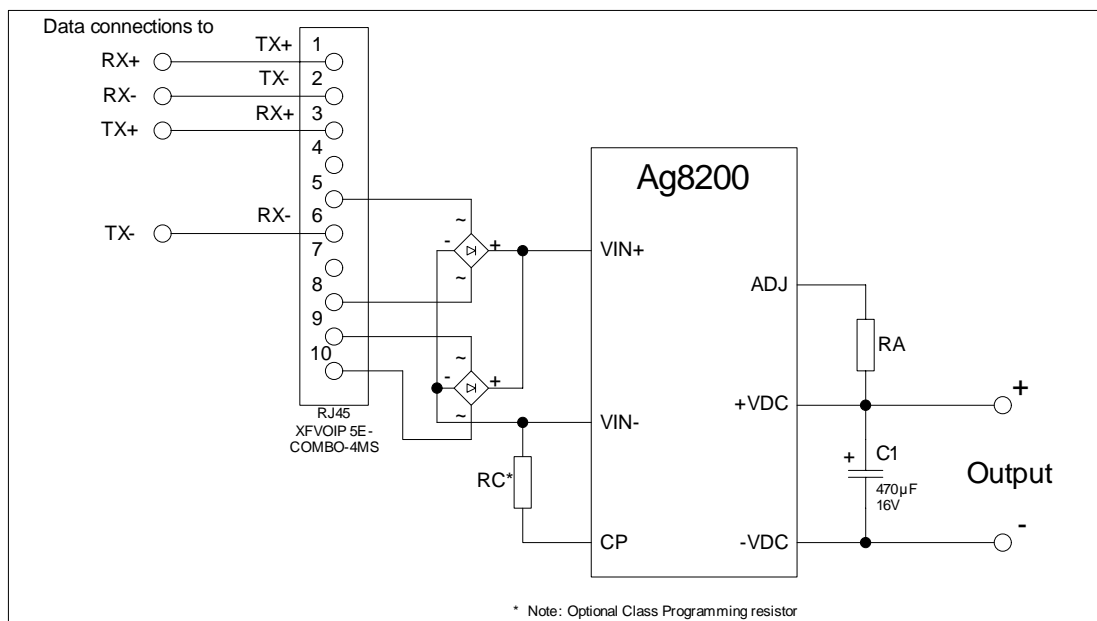 Data connections to
RX+
TX+
1
RX-
TX-
2
TX+
RX+
3
4
5
TX-
RX-
6
7
8
9
10
RJ45
XFVOIP 5E-
COMBO-4MS
~
-
+
~
~
-
+
~
Ag8200
VIN+
VIN-
RC*
CP
ADJ
RA
+VDC
+
+
C1
470µF
16V
Output
-VDC
-
* Note: Optional Class Programming resistor